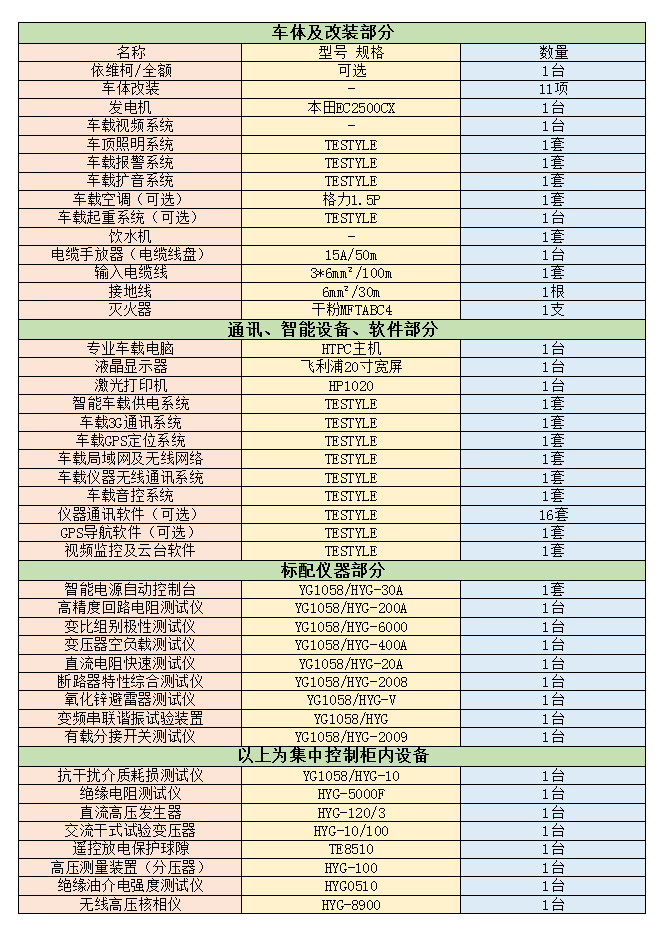 车体及改装部分
名称 型号 规格 数量
依维柯/全额 可选 1台
车体改装 - 11项
发电机 本田EC2500CX 1台
车载视频系统 - 1台
车顶照明系统 TESTYLE 1套
车载报警系统 TESTYLE 1套
车载扩音系统 TESTYLE 1套
车载空调（可选） 格力1.5P 1套
车载起重系统（可选） TESTYLE 1台
饮水机 - 1套
电缆手放器（电缆线盘） 15A/50m 1台
输入电缆线 3*6mm²/100m 1套
接地线 6mm²/30m 1根
灭火器 干粉MFTABC4 1支
通讯、智能设备、软件部分
专业车载电脑 HTPC主机 1台
液晶显示器 飞利浦20寸宽屏 1台
激光打印机 HP1020 1台
智能车载供电系统 TESTYLE 1套
车载3G通讯系统 TESTYLE 1套
车载GPS定位系统 TESTYLE 1套
车载局域网及无线网络 TESTYLE 1套
车载仪器无线通讯系统 TESTYLE 1套
车载音控系统 TESTYLE 1套
仪器通讯软件（可选） TESTYLE 16套
GPS导航软件（可选） TESTYLE 1套
视频监控及云台软件 TESTYLE 1套
标配仪器部分
智能电源自动控制台 YG1058/HYG-30A 1套
高精度回路电阻测试仪 YG1058/HYG-200A 1台
变比组别极性测试仪 YG1058/HYG-6000 1台
变压器空负载测试仪 YG1058/HYG-400A 1台
直流电阻快速测试仪 YG1058/HYG-20A 1台
断路器特性综合测试仪 YG1058/HYG-2008 1台
氧化锌避雷器测试仪 YG1058/HYG-V 1台
变频串联谐振试验装置 YG1058/HYG 1台
有载分接开关测试仪 YG1058/HYG-2009 1台
以上为集中控制柜内设备
抗干扰介质耗损测试仪 YG1058/HYG-10 1台
绝缘电阻测试仪 HYG-5000F 1台
直流高压发生器 HYG-120/3 1台
交流干式试验变压器 HYG-10/100 1台
遥控放电保护球隙 TE8510 1台
高压测量装置（分压器） HYG-100 1台
绝缘油介电强度测试仪 HYG0510 1台
无线高压核相仪 HYG-8900 1台